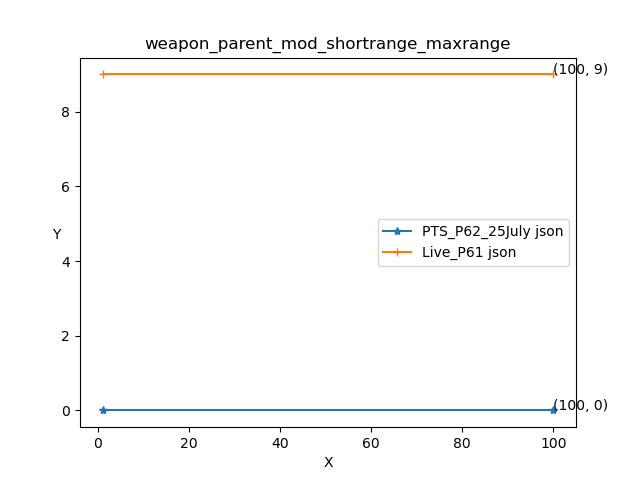 weapon_parent_mod_shortrange_maxrange
(100, 9)
8
6
Y
4
2
0
PTS_P62_25July json
Live_P61 json
(100, 0)
0
20
40
60
80
100
X